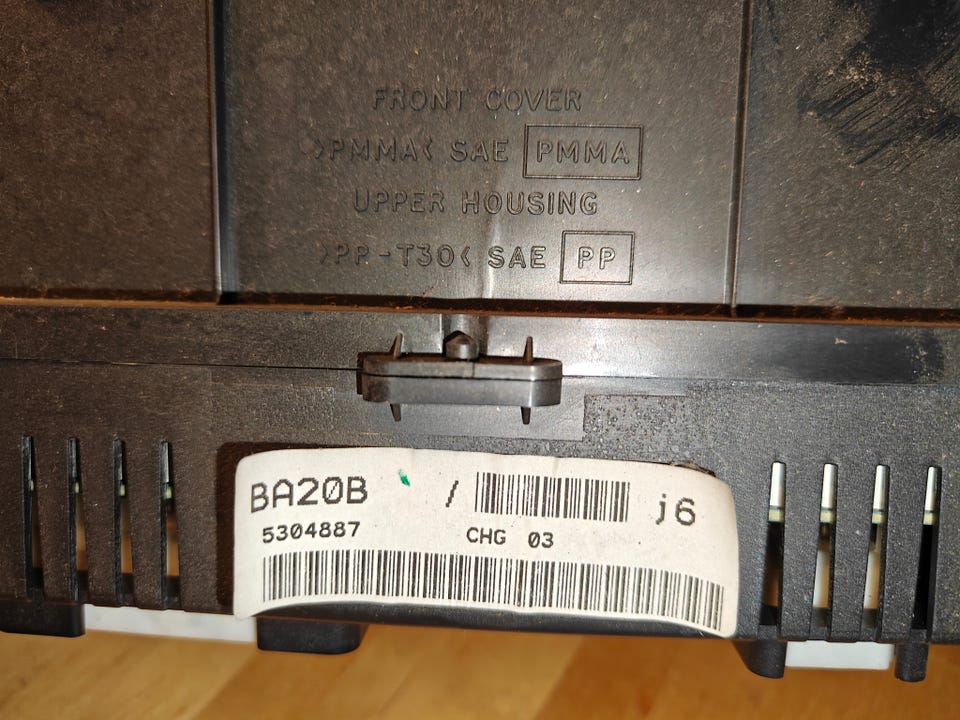 FRONT COVER
>PMMA< SAE PMMA
UPPER HOUSING
>PP-T30< SAE PP
BA20B / j6
5304887 CHG 03